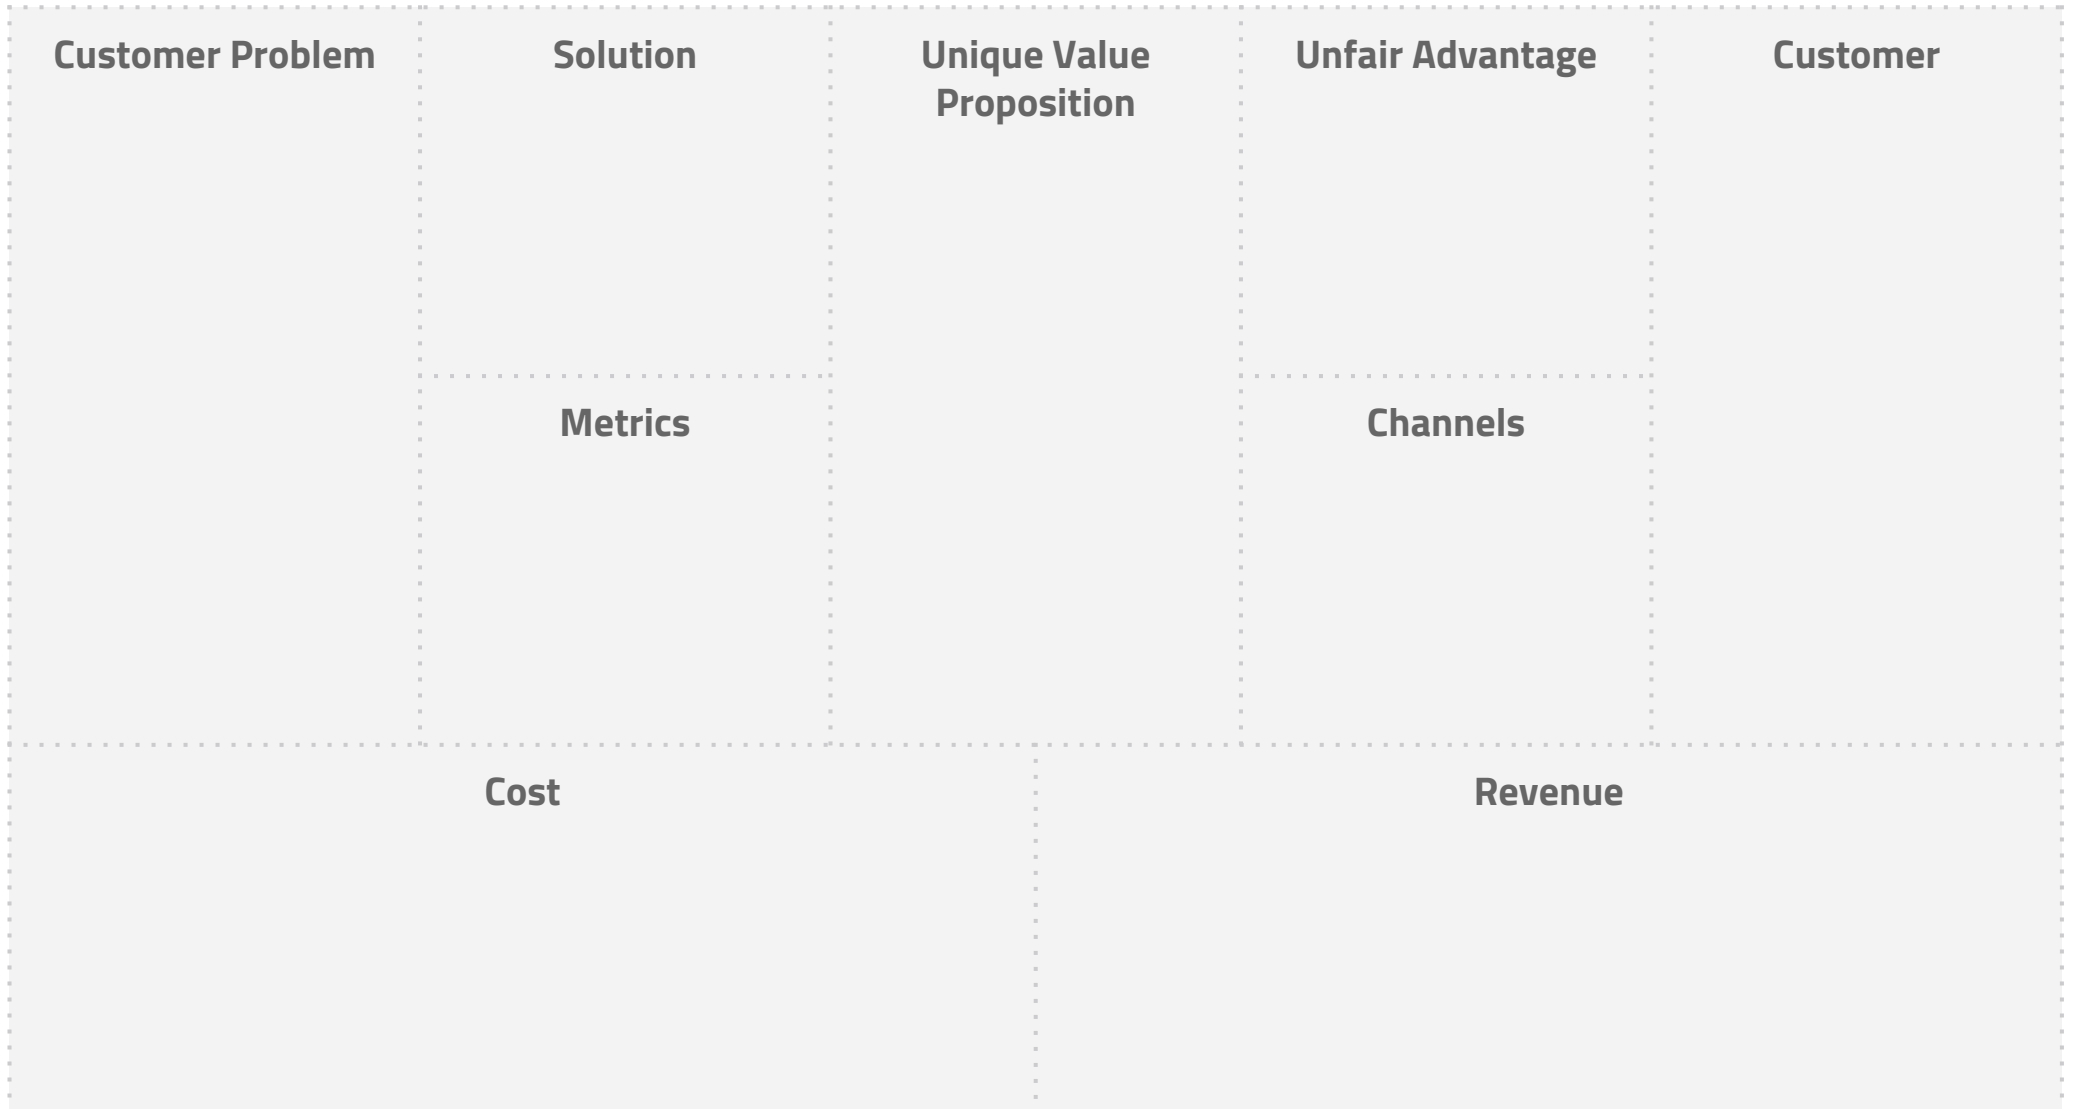 Customer Problem
Solution
Unique Value
Proposition
Unfair Advantage
Customer
Metrics
Channels
Cost
Revenue